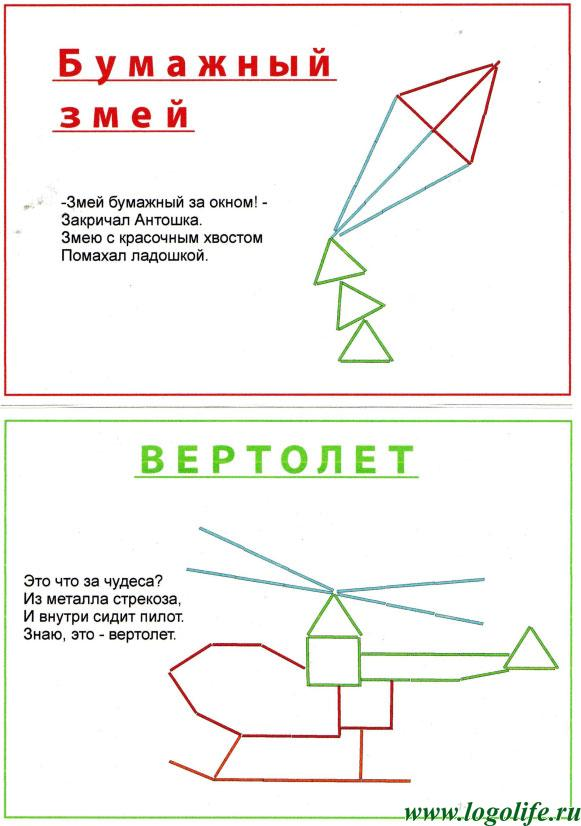 Бумажный
змей
-Змей бумажный за окном! -
Закричал Антошка.
Змею с красочным хвостом
Помахал ладошкой.
ВЕРТОЛЕТ
Это что за чудеса?
Из металла стрекоза,
И внутри сидит пилот.
Знаю, это - вертолет.
www.logolife.ru